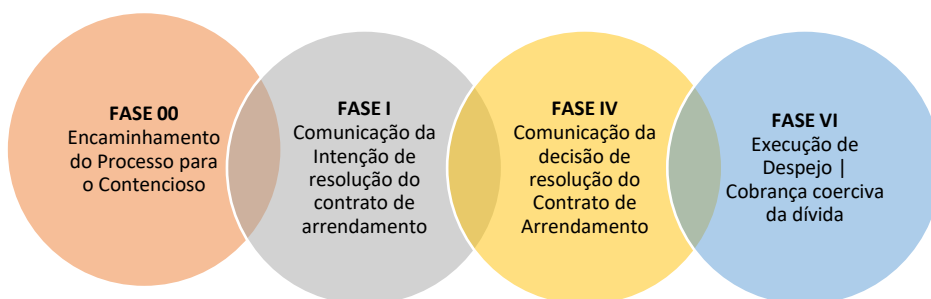 FASE 00
Encaminhamento
do Processo para
o Contencioso
FASE I
Comunicação da
Intenção de
resolução do
contrato de
arrendamento
FASE IV
Comunicação da
decisão de
resolução do
Contrato de
Arrendamento
FASE VI
Execução de
Despejo |
Cobrança coerciva
da dívida